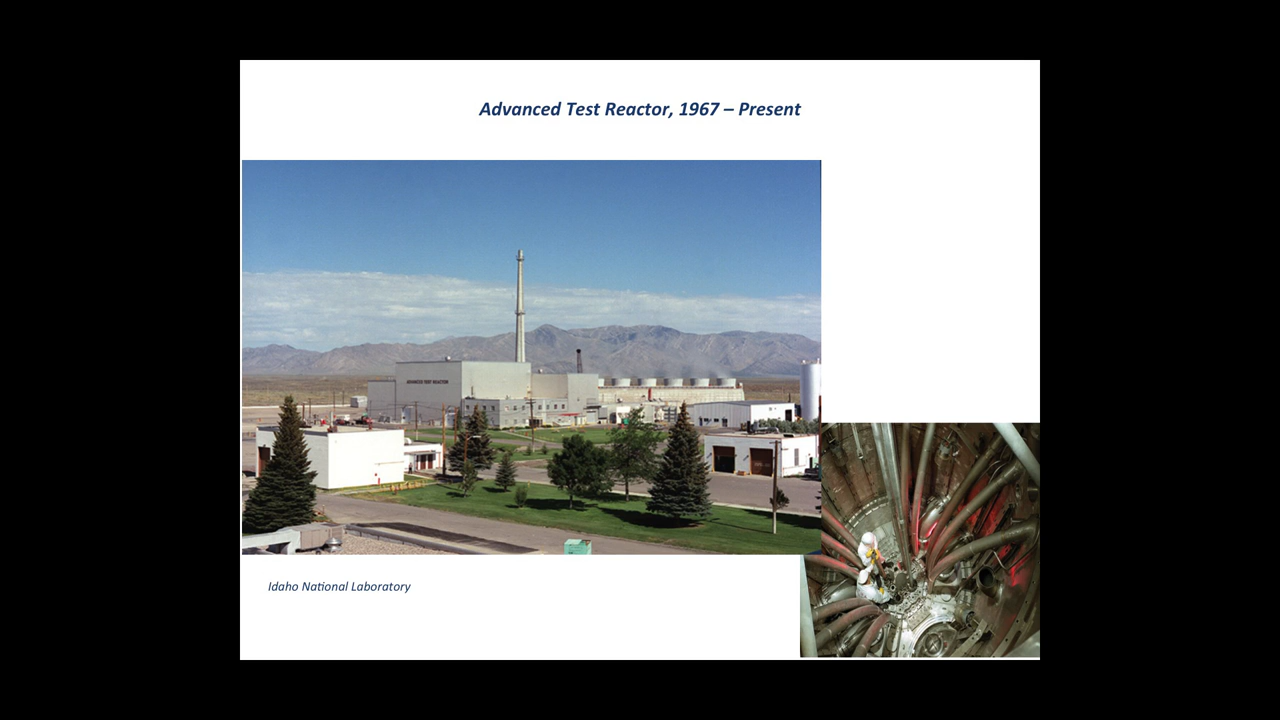 Advanced Test Reactor, 1967 – Present
ADVANCED TEST REACTOR
Idaho National Laboratory